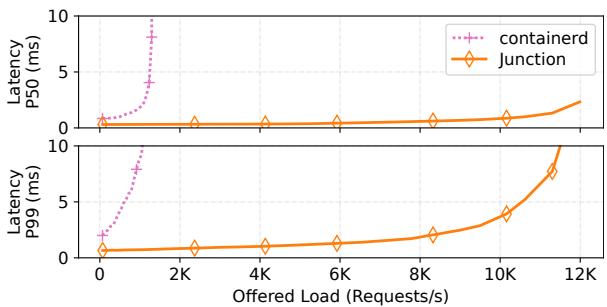 10
5
0
Latency
P50 (ms)
containerd
Junction
10
5
0
Latency
P99 (ms)
0
2K
4K
6K
8K
10K
12K
Offered Load (Requests/s)